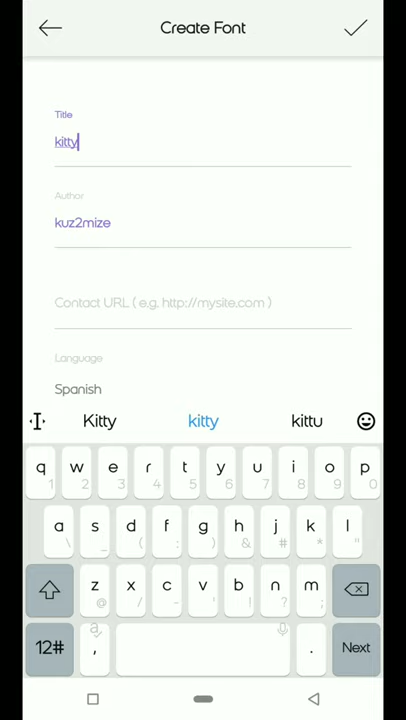 Create Font
Title
kitty
Author
kuz2mize
Contact URL ( e.g. http://mysite.com )
Language
Spanish
Kitty kitty kittu
q w e r t y u i o p
1 2 3 4 5 6 7 8 9 0
a s d f g h j k l
\ _ ( : ) & # * "
z x c v b n m
@ / - ' ! ? ;
12# , . Next